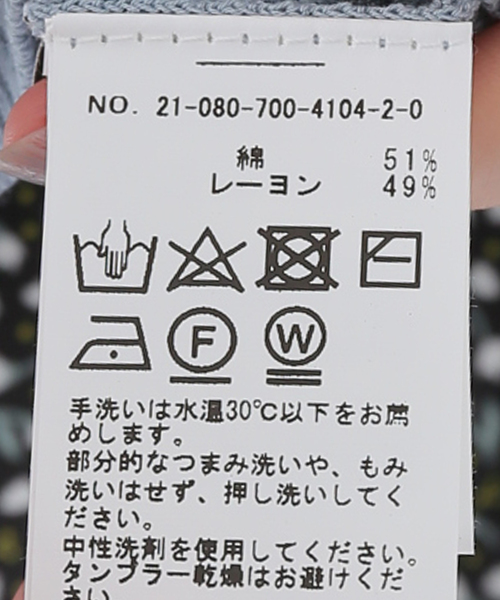 NO. 21-080-700-4104-2-0
綿 51%
レーヨン 49%
F W
手洗いは水温30℃以下をお薦
めします。
部分的なつまみ洗いや、もみ
洗いはせず、押し洗いしてく
ださい。
中性洗剤を使用してください。
タンブラー乾燥はお避けくだ
さい。